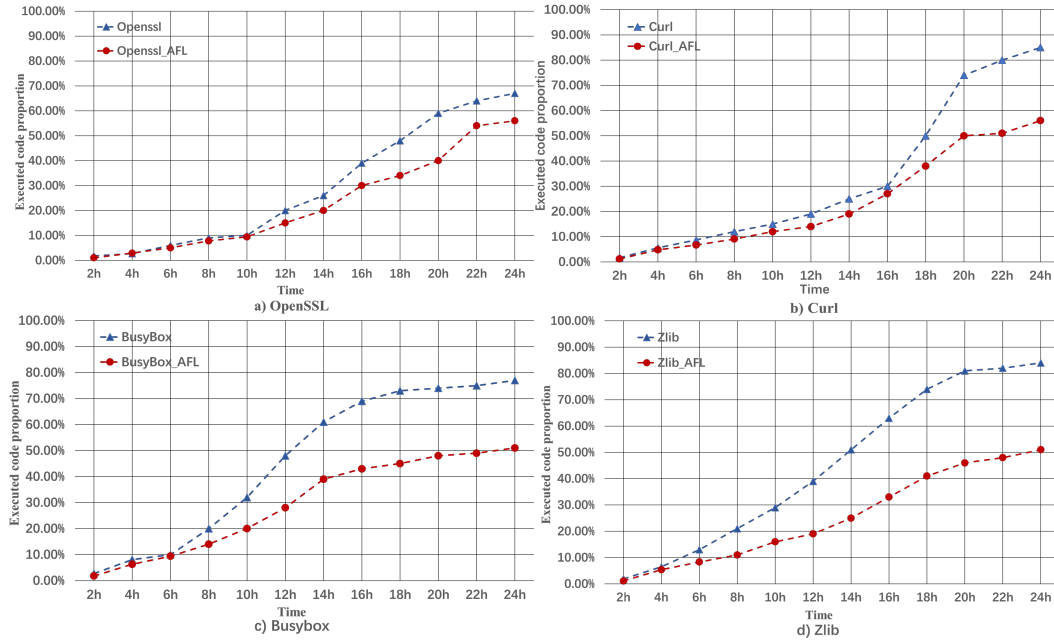 100.00%
90.00%
80.00%
70.00%
60.00%
50.00%
40.00%
30.00%
20.00%
10.00%
0.00%
Executed code proportion
Openssl
Openssl_AFL
2h 4h 6h 8h 10h 12h 14h 16h 18h 20h 22h 24h
Time
a) OpenSSL
100.00%
90.00%
80.00%
70.00%
60.00%
50.00%
40.00%
30.00%
20.00%
10.00%
0.00%
Executed code proportion
Curl
Curl_AFL
2h 4h 6h 8h 10h 12h 14h 16h 18h 20h 22h 24h
Time
b) Curl
100.00%
90.00%
80.00%
70.00%
60.00%
50.00%
40.00%
30.00%
20.00%
10.00%
0.00%
Executed code proportion
BusyBox
BusyBox_AFL
2h 4h 6h 8h 10h 12h 14h 16h 18h 20h 22h 24h
Time
c) Busybox
100.00%
90.00%
80.00%
70.00%
60.00%
50.00%
40.00%
30.00%
20.00%
10.00%
0.00%
Executed code proportion
Zlib
Zlib_AFL
2h 4h 6h 8h 10h 12h 14h 16h 18h 20h 22h 24h
Time
d) Zlib